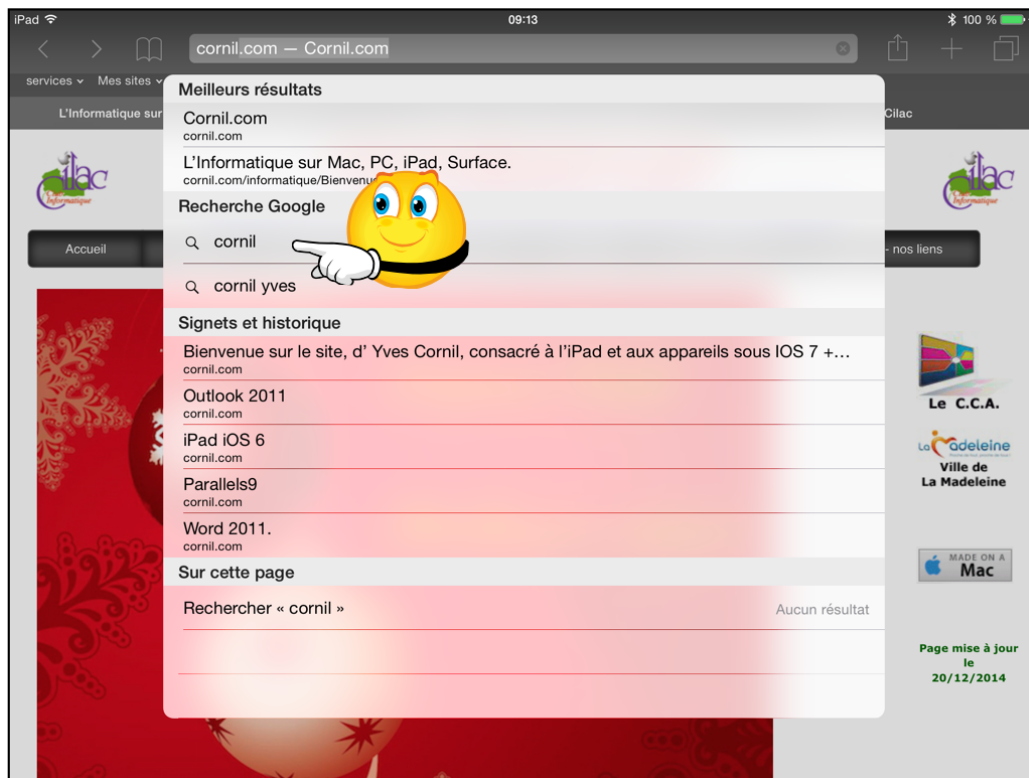 iPad 09:13 100 %
cornil.com — Cornil.com
services Mes sites
L'Informatique sur Cilac
Meilleurs résultats
Cornil.com
cornil.com
L'Informatique sur Mac, PC, iPad, Surface.
cornil.com/informatique/Bienvenu
cilac
Informatique
cilac
Informatique
Recherche Google
Accueil
cornil
- nos liens
cornil yves
Signets et historique
Bienvenue sur le site, d' Yves Cornil, consacré à l'iPad et aux appareils sous IOS 7 +...
cornil.com
Outlook 2011
cornil.com
Le C.C.A.
iPad iOS 6
cornil.com
La Madeleine
Ville de
La Madeleine
Parallels9
cornil.com
Word 2011.
cornil.com
MADE ON A
Mac
Sur cette page
Rechercher « cornil » Aucun résultat
Page mise à jour
le
20/12/2014